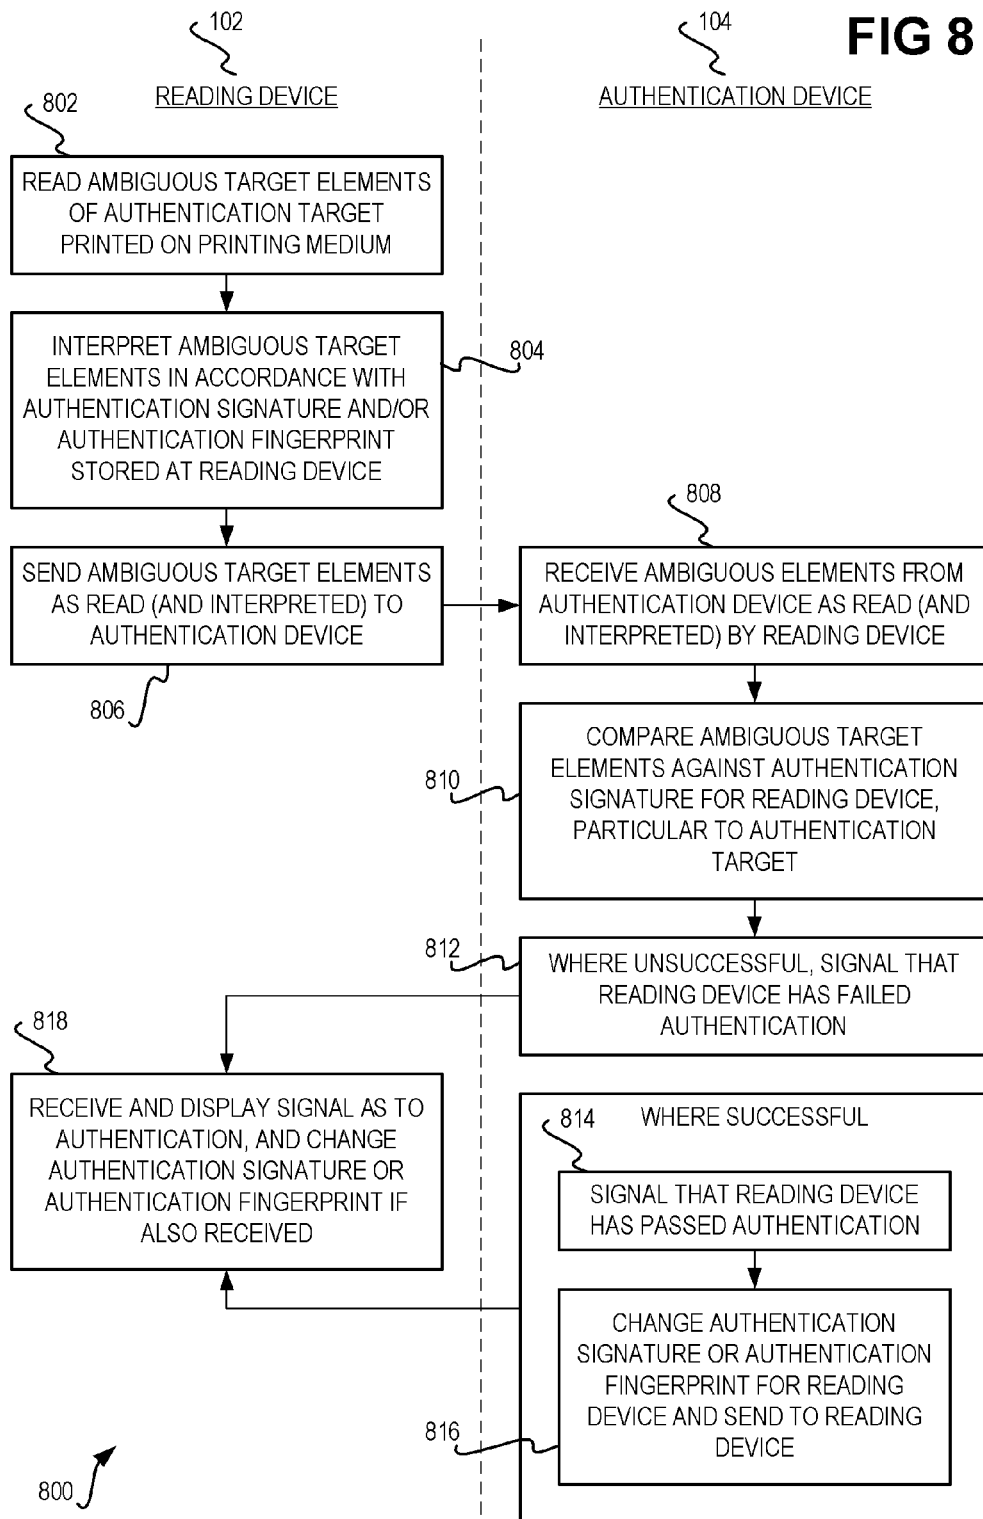 102
104
FIG 8
READING DEVICE
AUTHENTICATION DEVICE
802
READ AMBIGUOUS TARGET ELEMENTS
OF AUTHENTICATION TARGET
PRINTED ON PRINTING MEDIUM
INTERPRET AMBIGUOUS TARGET
ELEMENTS IN ACCORDANCE WITH
AUTHENTICATION SIGNATURE AND/OR
AUTHENTICATION FINGERPRINT
STORED AT READING DEVICE
804
SEND AMBIGUOUS TARGET ELEMENTS
AS READ (AND INTERPRETED) TO
AUTHENTICATION DEVICE
806
808
RECEIVE AMBIGUOUS ELEMENTS FROM
AUTHENTICATION DEVICE AS READ (AND
INTERPRETED) BY READING DEVICE
810
COMPARE AMBIGUOUS TARGET
ELEMENTS AGAINST AUTHENTICATION
SIGNATURE FOR READING DEVICE,
PARTICULAR TO AUTHENTICATION
TARGET
812
WHERE UNSUCCESSFUL, SIGNAL THAT
READING DEVICE HAS FAILED
AUTHENTICATION
818
RECEIVE AND DISPLAY SIGNAL AS TO
AUTHENTICATION, AND CHANGE
AUTHENTICATION SIGNATURE OR
AUTHENTICATION FINGERPRINT IF
ALSO RECEIVED
WHERE SUCCESSFUL
814
SIGNAL THAT READING DEVICE
HAS PASSED AUTHENTICATION
CHANGE AUTHENTICATION
SIGNATURE OR AUTHENTICATION
FINGERPRINT FOR READING
DEVICE AND SEND TO READING
DEVICE
816
800